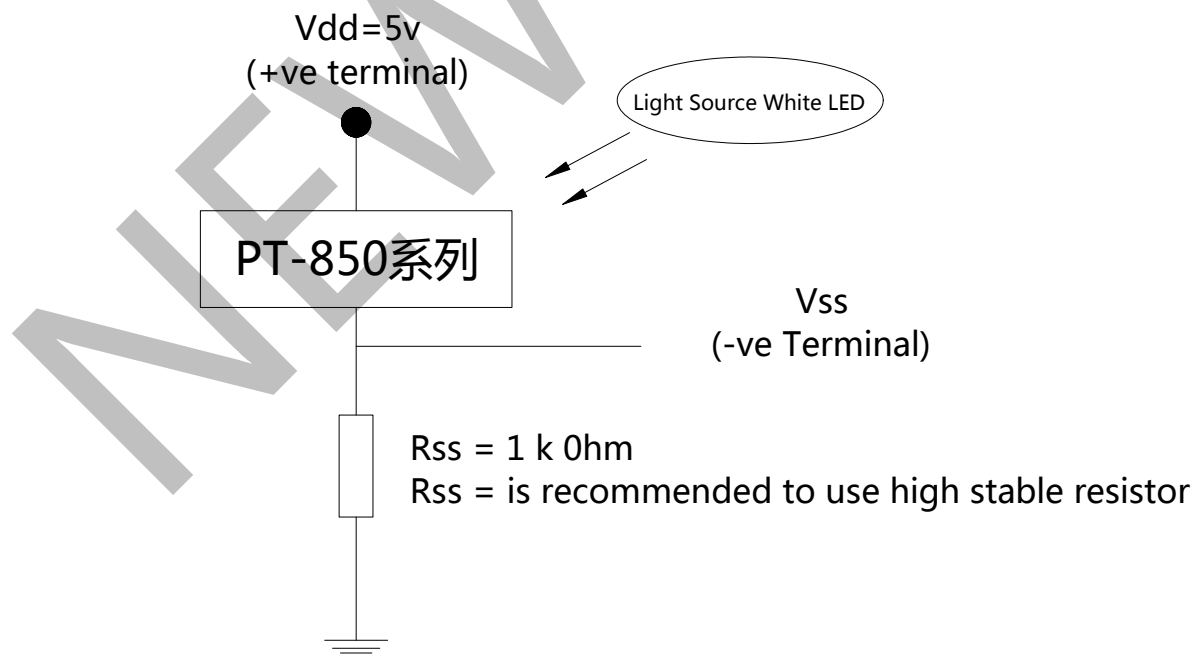 Vdd=5v
(+ve terminal)
Light Source White LED
PT-850系列
Vss
(-ve Terminal)
Rss = 1 k 0hm
Rss = is recommended to use high stable resistor
NEW